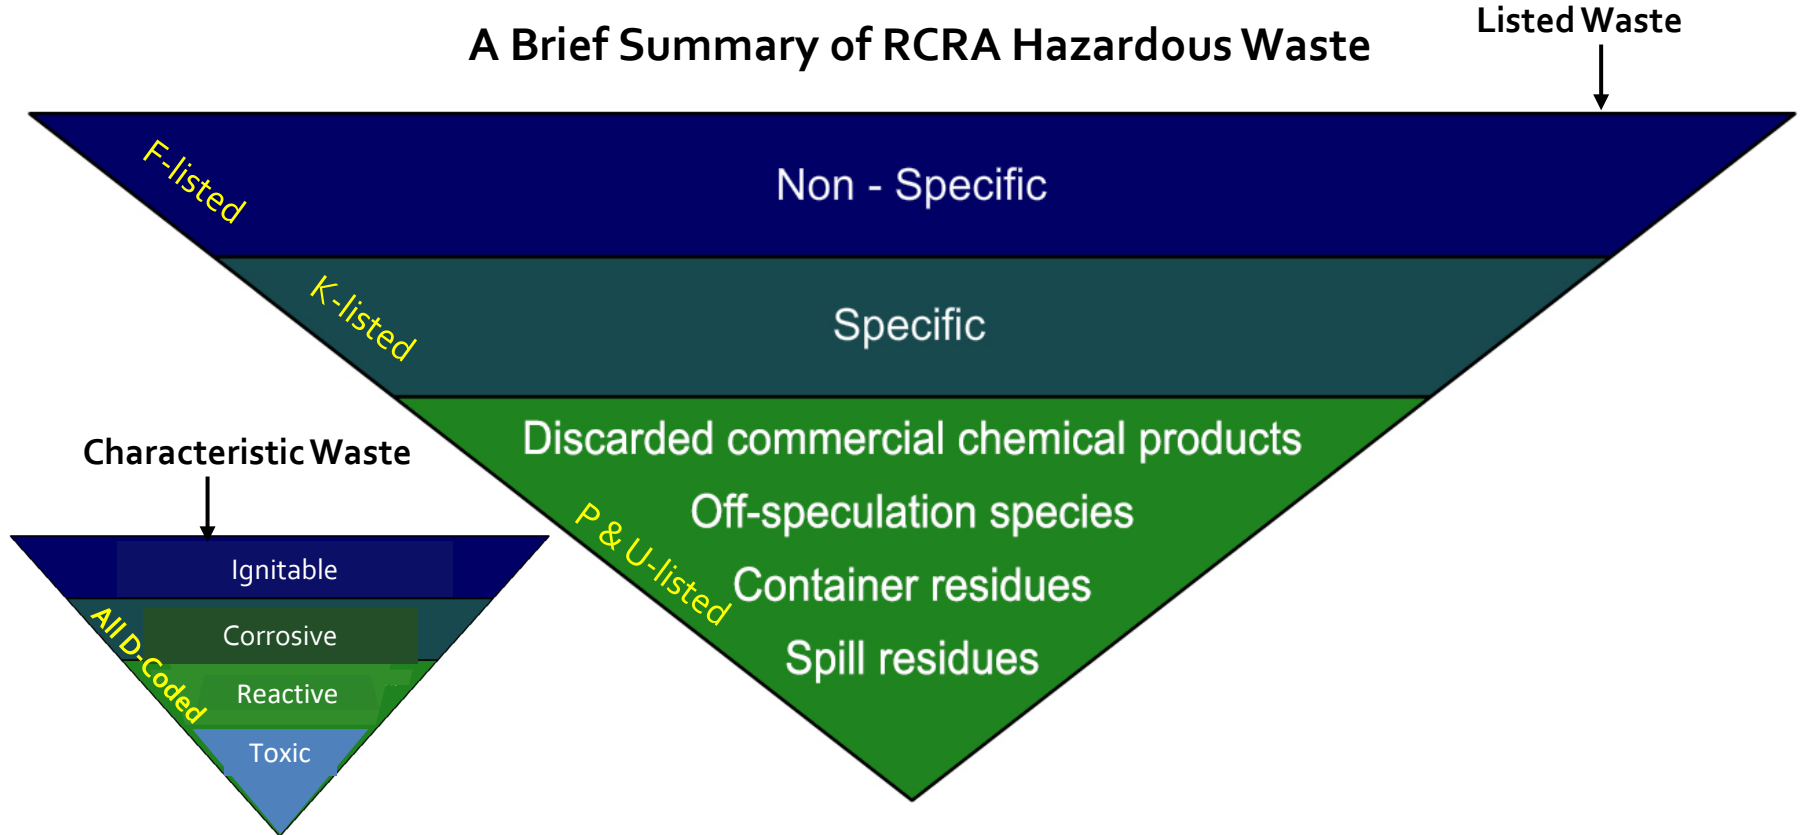 A Brief Summary of RCRA Hazardous Waste
Listed Waste
F-listed
Non - Specific
K-listed
Specific
P & U-listed
Discarded commercial chemical products
Off-speculation species
Container residues
Spill residues
Characteristic Waste
All D-Coded
Ignitable
Corrosive
Reactive
Toxic